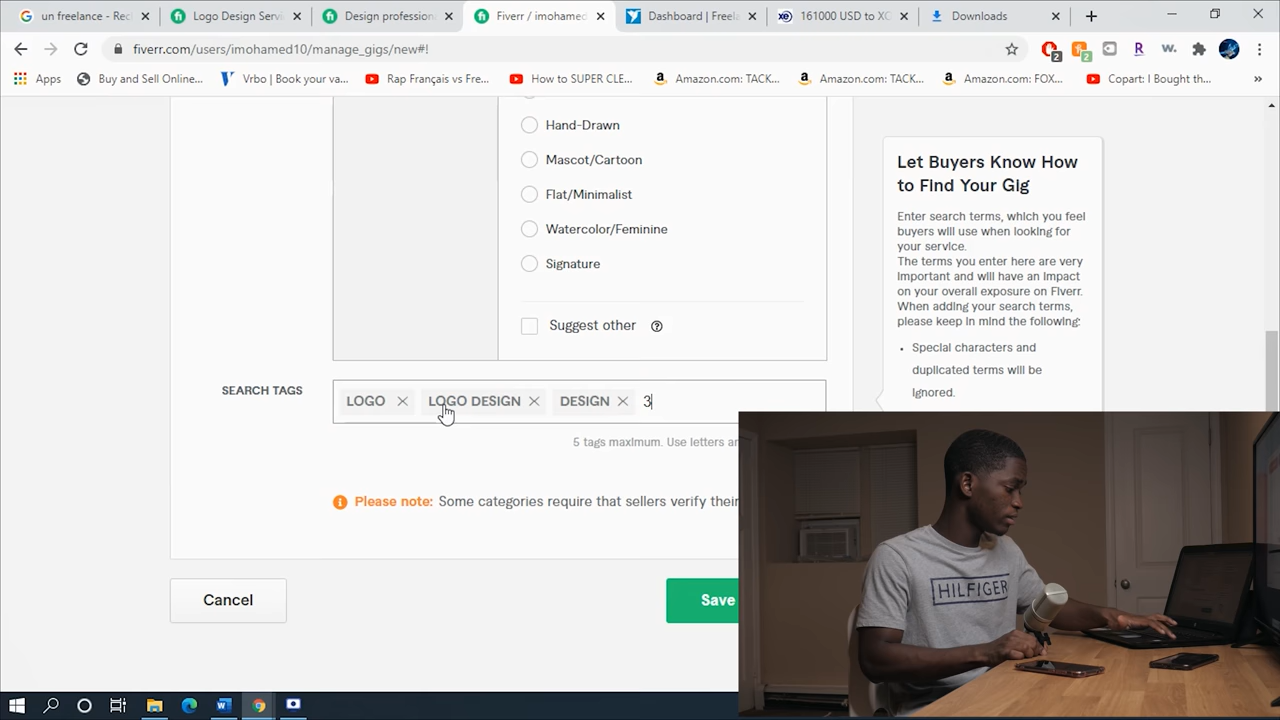 un freelance - Rec
Logo Design Servi
Design professiona
Fiverr / imohamed
Dashboard | Freela
161000 USD to XO
Downloads
fiverr.com/users/imohamed10/manage_gigs/new#!
2
2
R
w.
Apps
Buy and Sell Online...
Vrbo | Book your va...
Rap Français vs Fre...
How to SUPER CLE...
Amazon.com: TACK...
Amazon.com: TACK...
Amazon.com: FOX...
Copart: I Bought th...
Hand-Drawn
Mascot/Cartoon
Flat/Minimalist
Watercolor/Feminine
Signature
Suggest other
SEARCH TAGS
LOGO
LOGO DESIGN
DESIGN
3
5 tags maximum. Use letters an
Please note: Some categories require that sellers verify their
Cancel
Save
Let Buyers Know How
to Find Your Gig
Enter search terms, which you feel
buyers will use when looking for
your service.
The terms you enter here are very
important and will have an impact
on your overall exposure on Fiverr.
When adding your search terms,
please keep in mind the following:
• Special characters and
duplicated terms will be
ignored.
HILFIGER